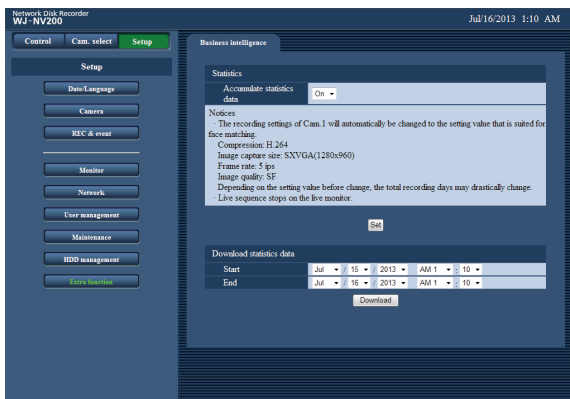 Network Disk Recorder
WJ-NV200
Jul/16/2013 1:10 AM
Control Cam. select Setup
Setup
Date/Language
Camera
REC & event
Monitor
Network
User management
Maintenance
HDD management
Extra function
Business intelligence
Statistics
Accumulate statistics
data
On
Notices
· The recording settings of Cam.1 will automatically be changed to the setting value that is suited for
face matching.
Compression: H.264
Image capture size: SXVGA(1280x960)
Frame rate: 5 ips
Image quality: SF
Depending on the setting value before change, the total recording days may drastically change.
· Live sequence stops on the live monitor.
Set
Download statistics data
Start Jul / 15 / 2013 AM 1 : 10
End Jul / 16 / 2013 AM 1 : 10
Download